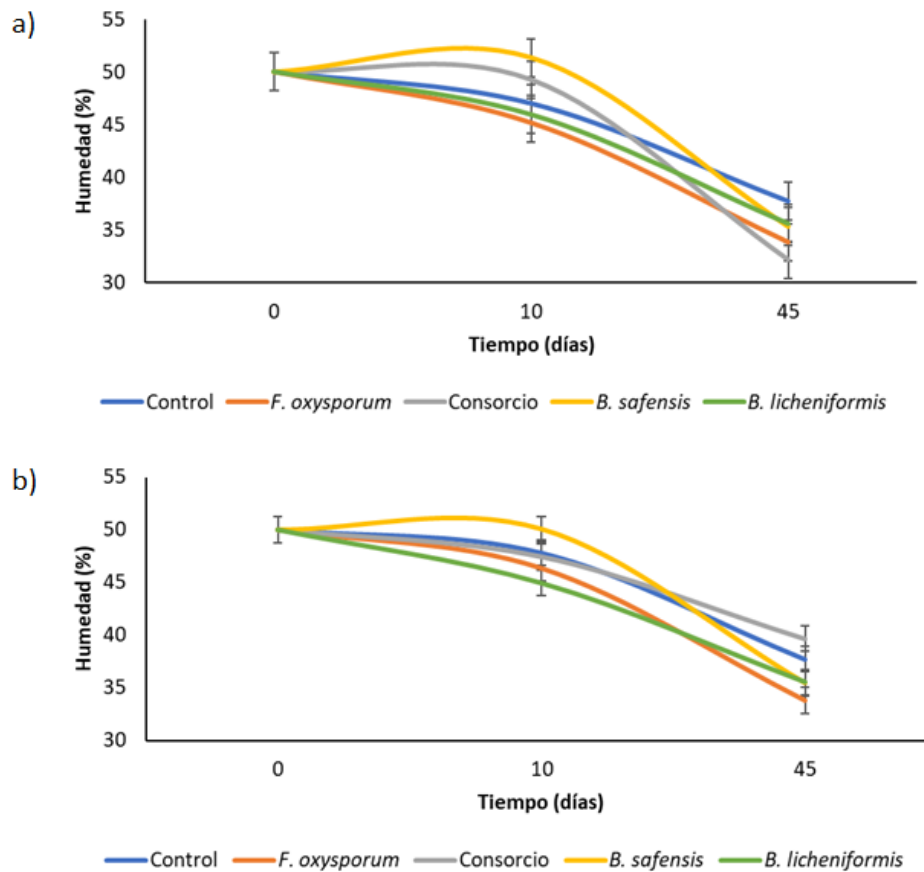 a)
55
50
45
40
35
30
Humedad (%)
0 10 45
Tiempo (días)
Control F. oxysporum Consorcio B. safensis B. licheniformis
b)
55
50
45
40
35
30
Humedad (%)
0 10 45
Tiempo (días)
Control F. oxysporum Consorcio B. safensis B. licheniformis